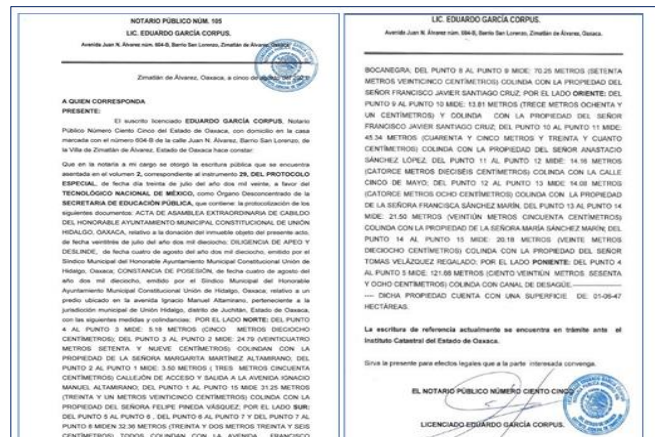 NOTARIO PÚBLICO NÚM. 105
LIC. EDUARDO GARCÍA CORPUS.
Avenida Juan N. Álvarez núm. 604-B, Barrio San Lorenzo, Zimatlán de Álvarez, Oaxaca.
Zimatlán de Álvarez, Oaxaca, a cinco de del
A QUIEN CORRESPONDA
PRESENTE:
El suscrito licenciado EDUARDO GARCÍA CORPUS, Notario
Público Número Ciento Cinco del Estado de Oaxaca, con domicilio en la casa
marcada con el número 604-B de la calle Juan N. Álvarez, Barrio San Lorenzo, de
la Villa de Zimatlán de Álvarez, Estado de Oaxaca hace constar:
Que en la notaría a mi cargo se otorgó la escritura pública que se encuentra
asentada en el volumen 2, correspondiente al instrumento 29, DEL PROTOCOLO
ESPECIAL, de fecha día treinta de julio del año dos mil veinte, a favor del
TECNOLÓGICO NACIONAL DE MÉXICO, como Órgano Desconcentrado de la
SECRETARIA DE EDUCACIÓN PÚBLICA, que contiene: la protocolización de los
siguientes documentos: ACTA DE ASAMBLEA EXTRAORDINARIA DE CABILDO
DEL HONORABLE AYUNTAMIENTO MUNICIPAL CONSTITUCIONAL DE UNIÓN
HIDALGO, OAXACA, relativo a la donación del inmueble objeto del presente acto,
de fecha veintitrés de julio del año dos mil dieciocho; DILIGENCIA DE APEO Y
DESLINDE, de fecha cuatro de agosto del año dos mil dieciocho, emitido por el
Síndico Municipal del Honorable Ayuntamiento Municipal Constitucional Unión de
Hidalgo, Oaxaca; CONSTANCIA DE POSESIÓN, de fecha cuatro de agosto del año
dos mil dieciocho, emitido por el Síndico Municipal del Honorable
Ayuntamiento Municipal Constitucional Unión de Hidalgo, Oaxaca, relativo a un
predio ubicado en la avenida Ignacio Manuel Altamirano, perteneciente a la
jurisdicción municipal de Unión Hidalgo, distrito de Juchitán, Estado de Oaxaca,
con las siguientes medidas y colindancias: POR EL LADO NORTE: DEL PUNTO
4 AL PUNTO 3 MIDE: 5.18 METROS (CINCO METROS DIECIOCHO
CENTÍMETROS); DEL PUNTO 3 AL PUNTO 2 MIDE: 24.79 (VEINTICUATRO
METROS SETENTA Y NUEVE CENTÍMETROS) COLINDAN CON LA
PROPIEDAD DE LA SEÑORA MARGARITA MARTÍNEZ ALTAMIRANO; DEL
PUNTO 2 AL PUNTO 1 MIDE: 3.50 METROS ( TRES METROS CINCUENTA
CENTÍMETROS) CALLEJÓN DE ACCESO Y SALIDA A LA AVENIDA IGNACIO
MANUEL ALTAMIRANO; DEL PUNTO 1 AL PUNTO 15 MIDE 31.25 METROS
(TREINTA Y UN METROS VEINTICINCO CENTÍMETROS) COLINDA CON LA
PROPIEDAD DEL SEÑOR FELIPE PINEDA VÁSQUEZ; POR EL LADO SUR:
DEL PUNTO 5 AL PUNTO 6 , DEL PUNTO 6 AL PUNTO 7 Y DEL PUNTO 7 AL
PUNTO 8 MIDEN 32.36 METROS (TREINTA Y DOS METROS TREINTA Y SEIS
CENTÍMETROS) TODOS COLINDAN CON LA AVENIDA FRANCISCO
LIC. EDUARDO GARCÍA CORPUS.
Avenida Juan N. Álvarez núm. 604-B, Barrio San Lorenzo, Zimatlán de Álvarez, Oaxaca.
BOCANEGRA; DEL PUNTO 8 AL PUNTO 9 MIDE: 70.25 METROS (SETENTA
METROS VEINTICINCO CENTÍMETROS) COLINDA CON LA PROPIEDAD DEL
SEÑOR FRANCISCO JAVIER SANTIAGO CRUZ; POR EL LADO ORIENTE: DEL
PUNTO 9 AL PUNTO 10 MIDE: 13.81 METROS (TRECE METROS OCHENTA Y
UN CENTÍMETROS) Y COLINDA CON LA PROPIEDAD DEL SEÑOR
FRANCISCO JAVIER SANTIAGO CRUZ; DEL PUNTO 10 AL PUNTO 11 MIDE:
45.34 METROS (CUARENTA Y CINCO METROS Y TREINTA Y CUANTO
CENTÍMETROS) COLINDA CON LA PROPIEDAD DEL SEÑOR ANASTACIO
SÁNCHEZ LÓPEZ, DEL PUNTO 11 AL PUNTO 12 MIDE: 14.16 METROS
(CATORCE METROS DIECISÉIS CENTÍMETROS) COLINDA CON LA CALLE
CINCO DE MAYO; DEL PUNTO 12 AL PUNTO 13 MIDE: 14.08 METROS
(CATORCE METROS OCHO CENTÍMETROS) COLINDA CON LA PROPIEDAD
DE LA SEÑORA FRANCISCA SÁNCHEZ MARÍN, DEL PUNTO 13 AL PUNTO 14
MIDE: 21.50 METROS (VEINTIÚN METROS CINCUENTA CENTÍMETROS)
COLINDA CON LA PROPIEDAD DE LA SEÑORA MARÍA SÁNCHEZ MARÍN; DEL
PUNTO 14 AL PUNTO 15 MIDE: 20.18 METROS (VEINTE METROS
DIECIOCHO CENTÍMETROS) COLINDA CON LA PROPIEDAD DEL SEÑOR
TOMAS VELÁZQUEZ REGALADO; POR EL LADO PONIENTE: DEL PUNTO 4
AL PUNTO 5 MIDE: 121.68 METROS (CIENTO VEINTIÚN METROS SESENTA
Y OCHO CENTÍMETROS) COLINDA CON CANAL DE DESAGÜE.
---- DICHA PROPIEDAD CUENTA CON UNA SUPERFICIE DE 01-06-47
HECTÁREAS.
La escritura de referencia actualmente se encuentra en trámite ante el
Instituto Catastral del Estado de Oaxaca.
Sirva la presente para efectos legales que a la parte interesada convenga.
EL NOTARIO PÚBLICO NÚMERO CIENTO CINCO
LICENCIADO EDUARDO GARCÍA CORPUS.